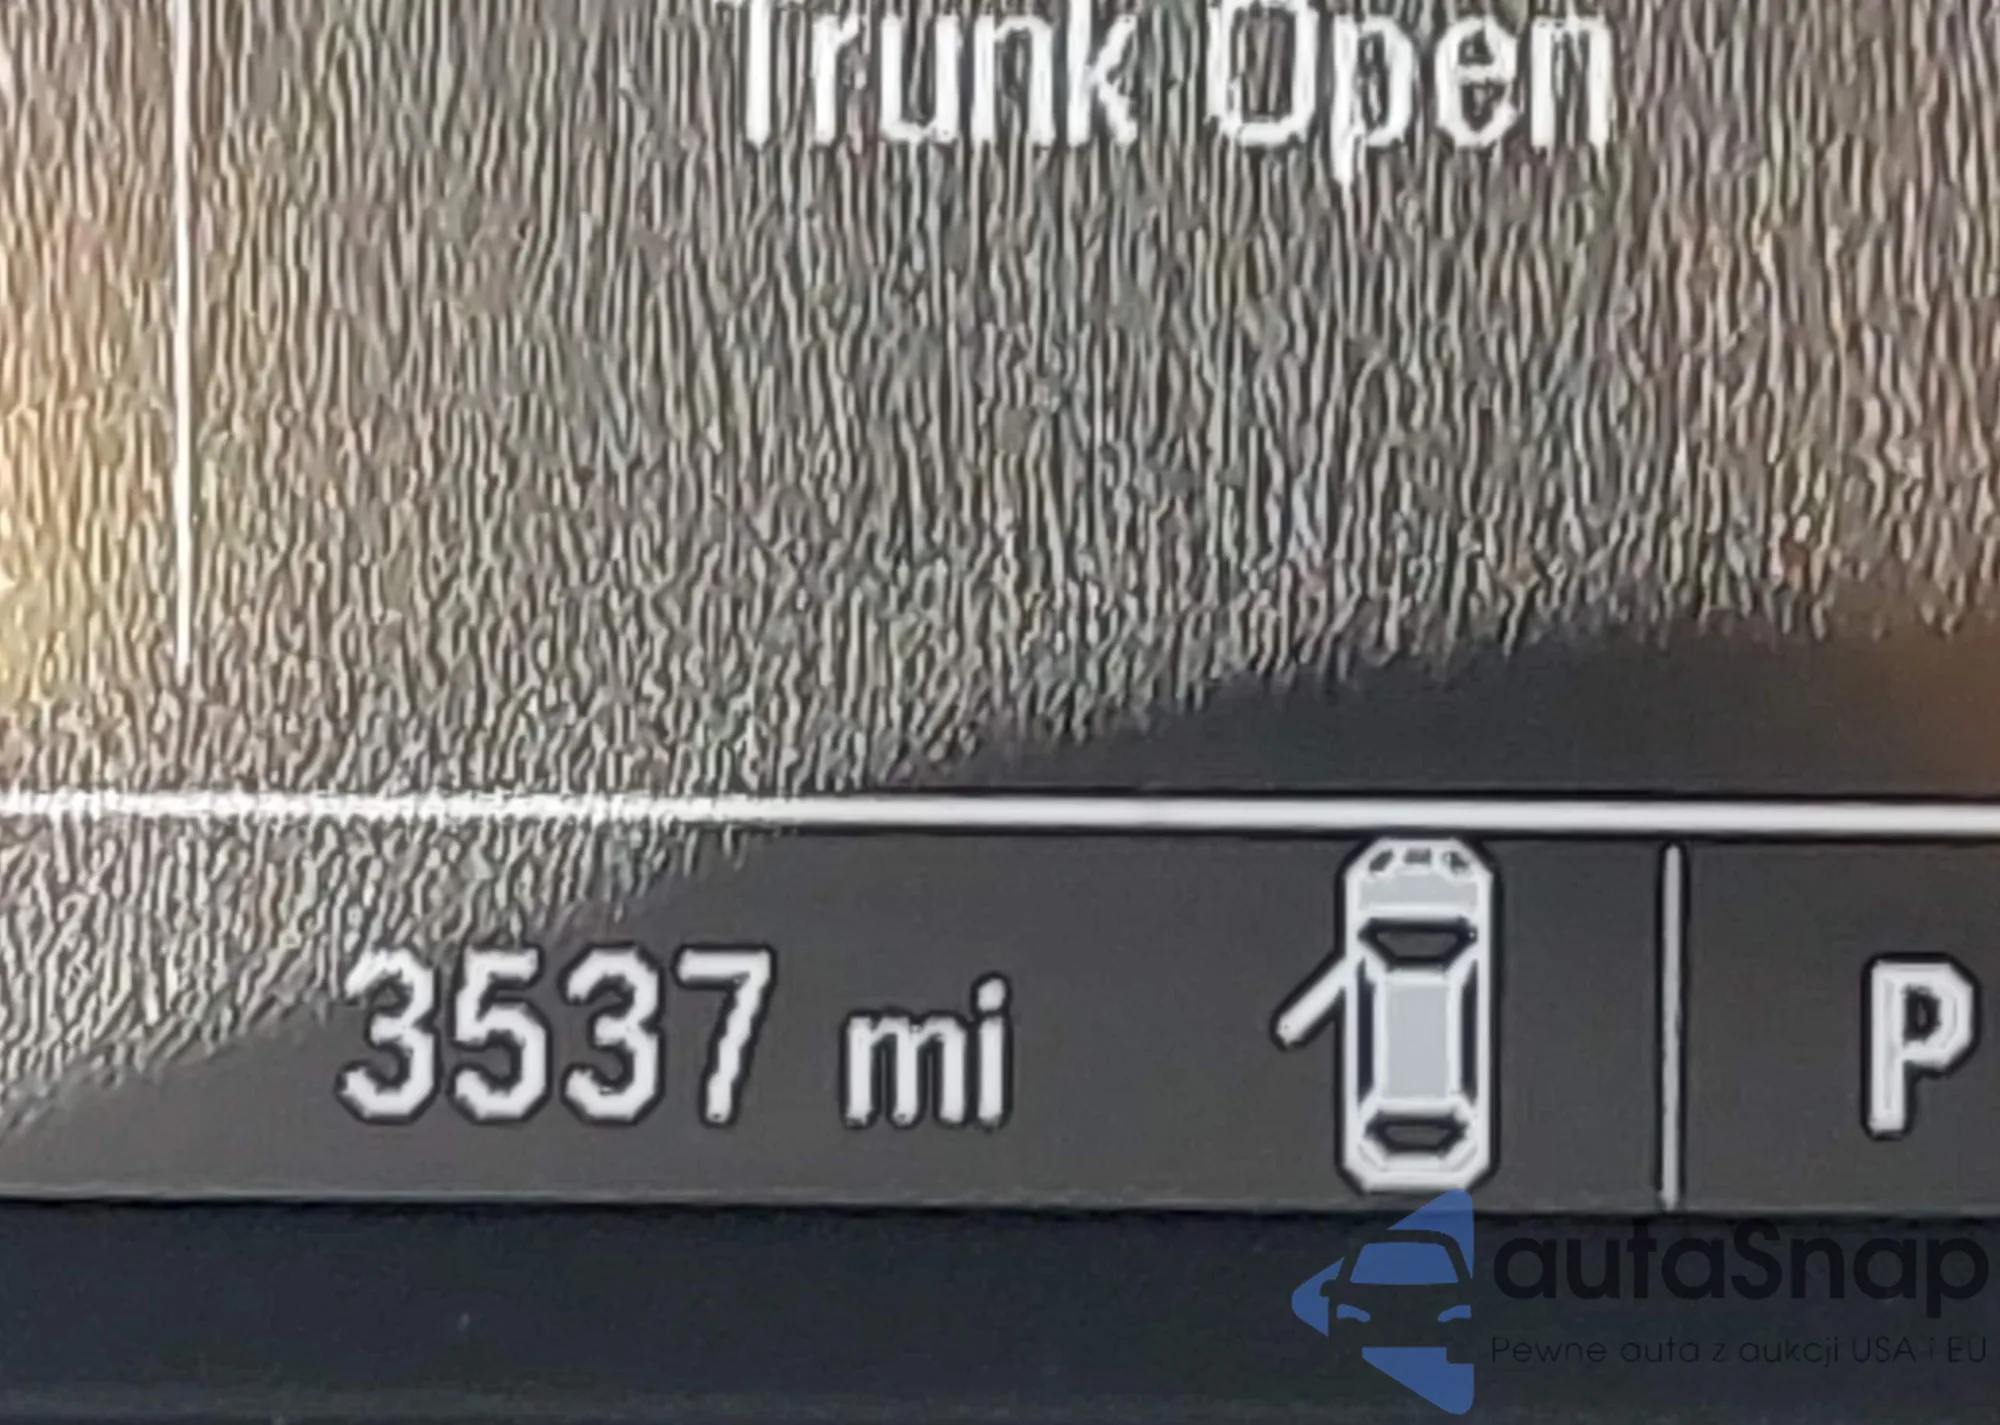 Trunk Open
3537 mi
P
autaSnap
Pewne auta z aukcji USA i EU